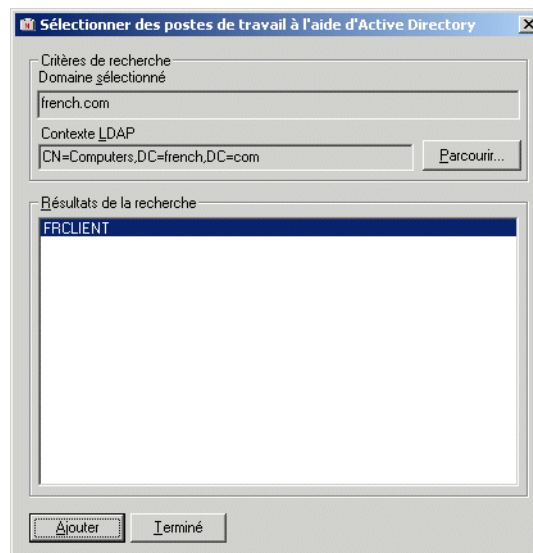 Sélectionner des postes de travail à l'aide d'Active Directory
Critères de recherche
Domaine sélectionné
french.com
Contexte LDAP
CN=Computers,DC=french,DC=com
Parcourir...
Résultats de la recherche
FRCLIENT
Ajouter
Terminé